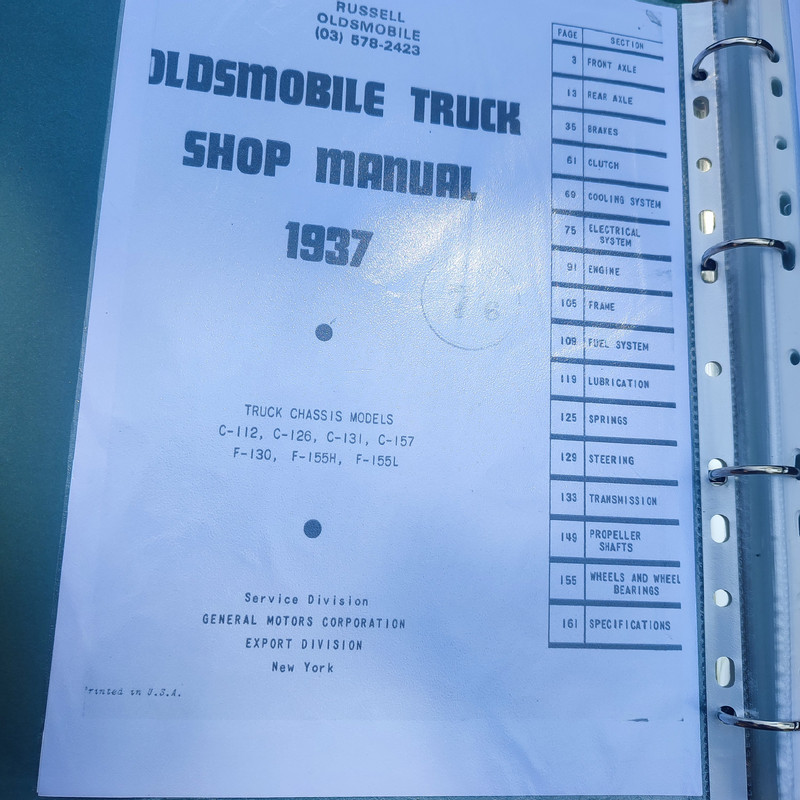 RUSSELL
OLDSMOBILE
(03) 578-2423
OLDSMOBILE TRUCK
SHOP MANUAL
1937
76
TRUCK CHASSIS MODELS
C-112, C-126, C-131, C-157
F-130, F-155H, F-155L
Service Division
GENERAL MOTORS CORPORATION
EXPORT DIVISION
New York
Printed in U.S.A.
PAGE SECTION
3 FRONT AXLE
13 REAR AXLE
35 BRAKES
61 CLUTCH
69 COOLING SYSTEM
75 ELECTRICAL
SYSTEM
91 ENGINE
105 FRAME
109 FUEL SYSTEM
119 LUBRICATION
125 SPRINGS
129 STEERING
133 TRANSMISSION
149 PROPELLER
SHAFTS
155 WHEELS AND WHEEL
BEARINGS
161 SPECIFICATIONS